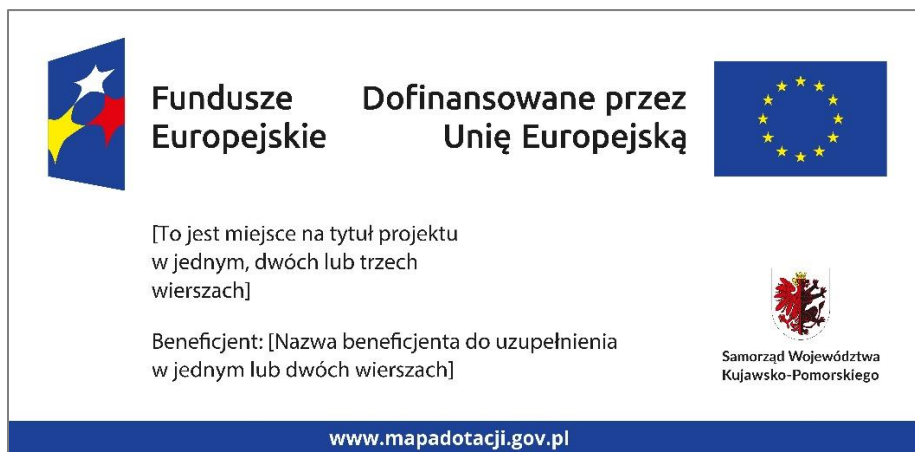 Fundusze
Europejskie
Dofinansowane przez
Unię Europejską
[To jest miejsce na tytuł projektu
w jednym, dwóch lub trzech
wierszach]
Beneficjent: [Nazwa beneficjenta do uzupełnienia
w jednym lub dwóch wierszach]
Samorząd Województwa
Kujawsko-Pomorskiego
www.mapadotacji.gov.pl